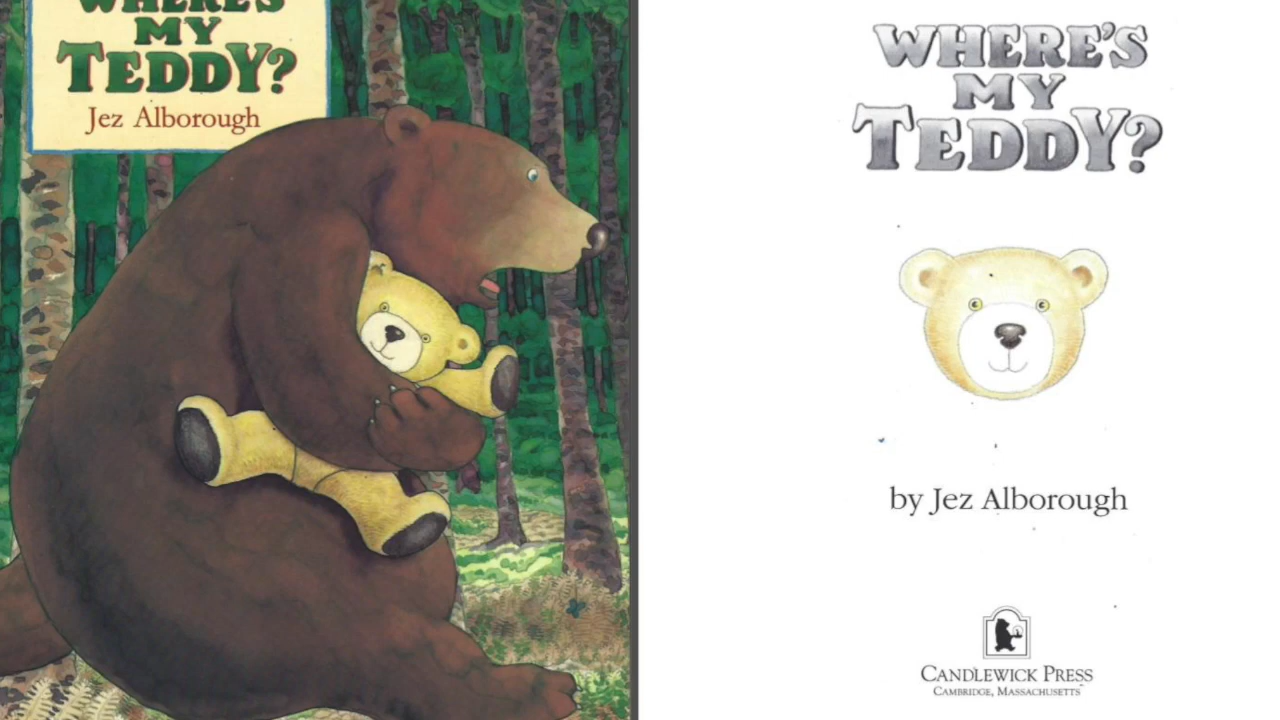 WHERE'S
MY
TEDDY?
Jez Alborough
WHERE'S
MY
TEDDY?
by Jez Alborough
CANDLEWICK PRESS
CAMBRIDGE, MASSACHUSETTS